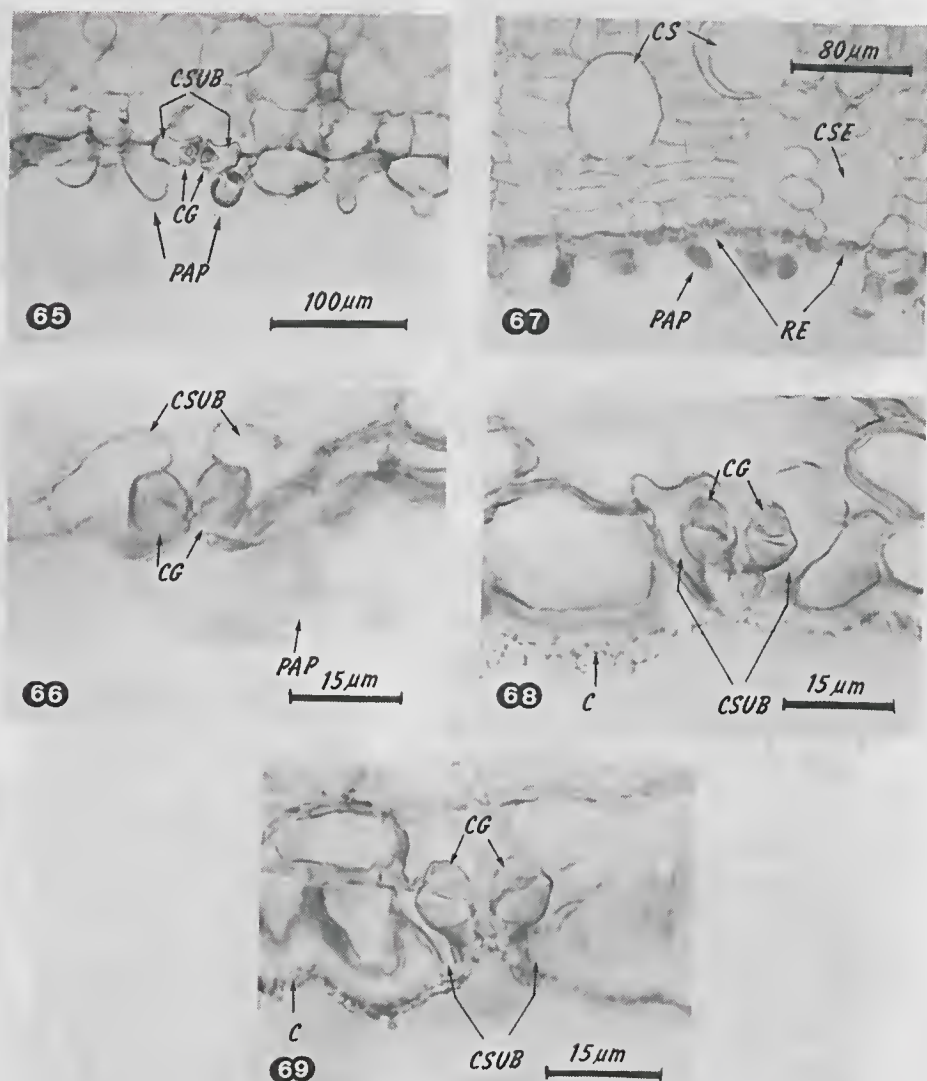 CSUB
CG
PAP
100µm
65
CS
80µm
CSE
PAP
RE
67
CSUB
CG
PAP
15µm
66
CG
C
CSUB
15µm
68
CG
C
CSUB
15µm
69